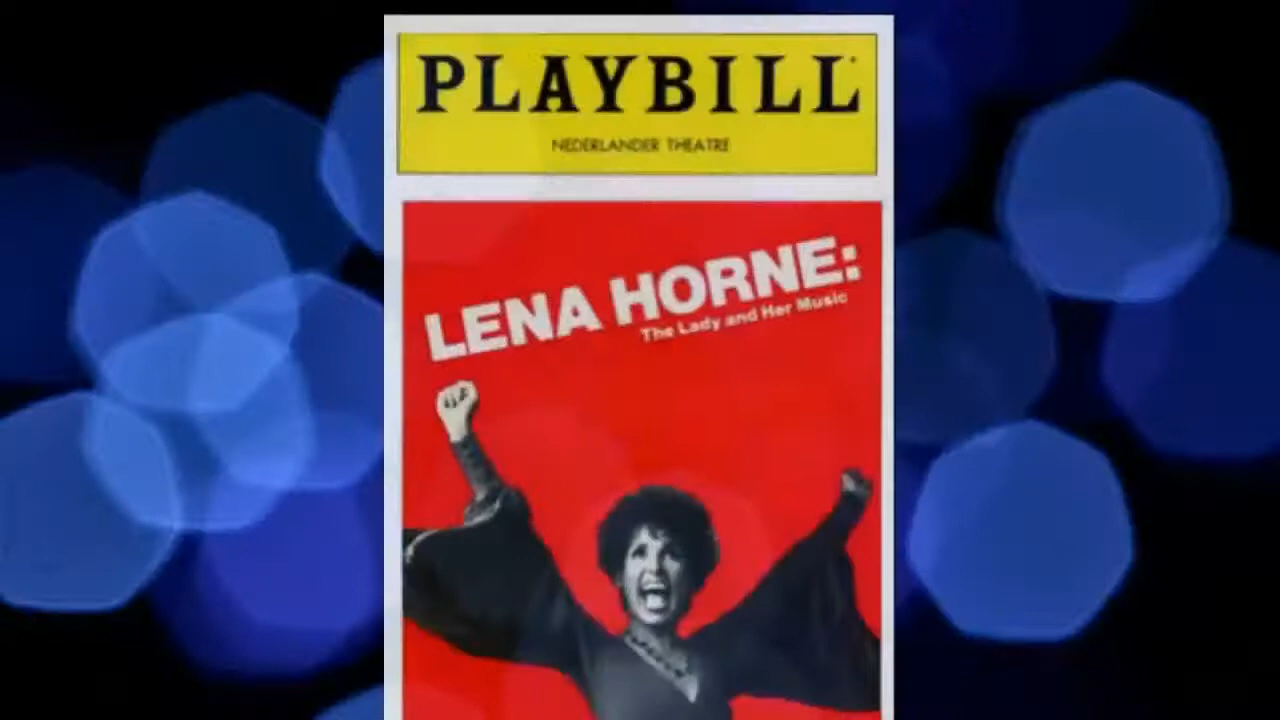 PLAYBILL
NEDERLANDER THEATRE
LENA HORNE:
The Lady and Her Music